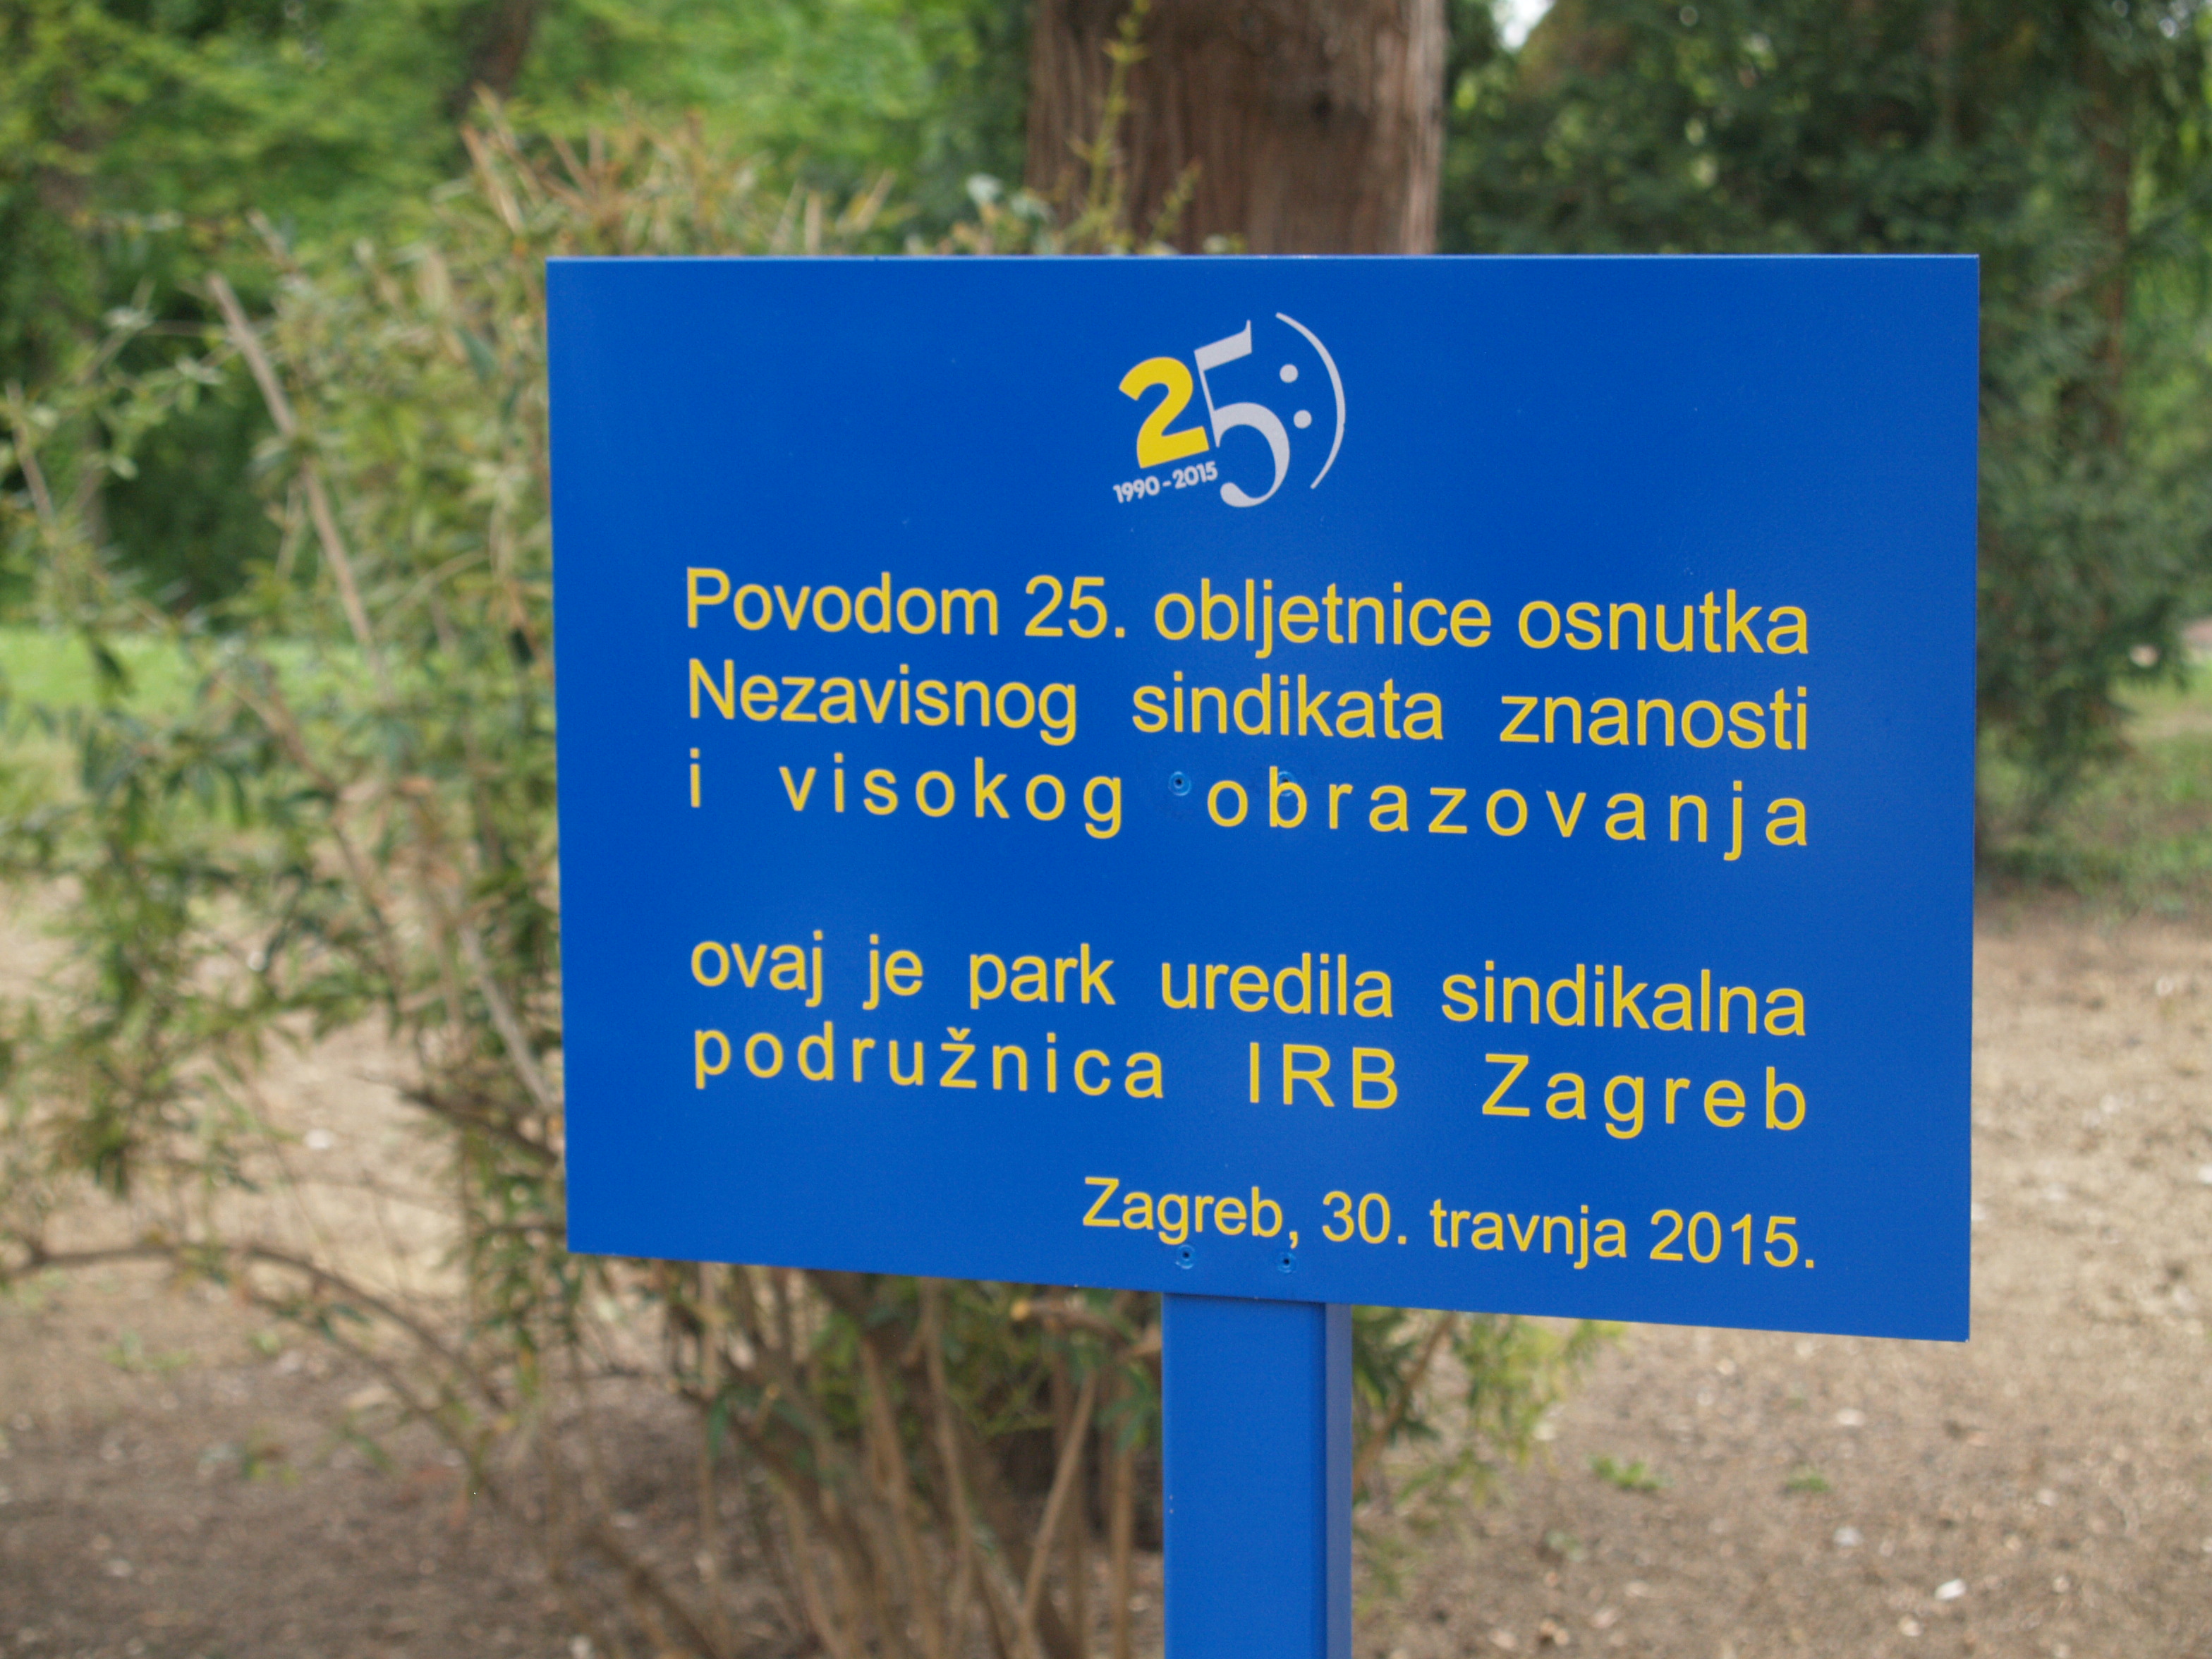 25:)
1990-2015
Povodom 25. obljetnice osnutka
Nezavisnog sindikata znanosti
i visokog obrazovanja
ovaj je park uredila sindikalna
podružnica IRB Zagreb
Zagreb, 30. travnja 2015.